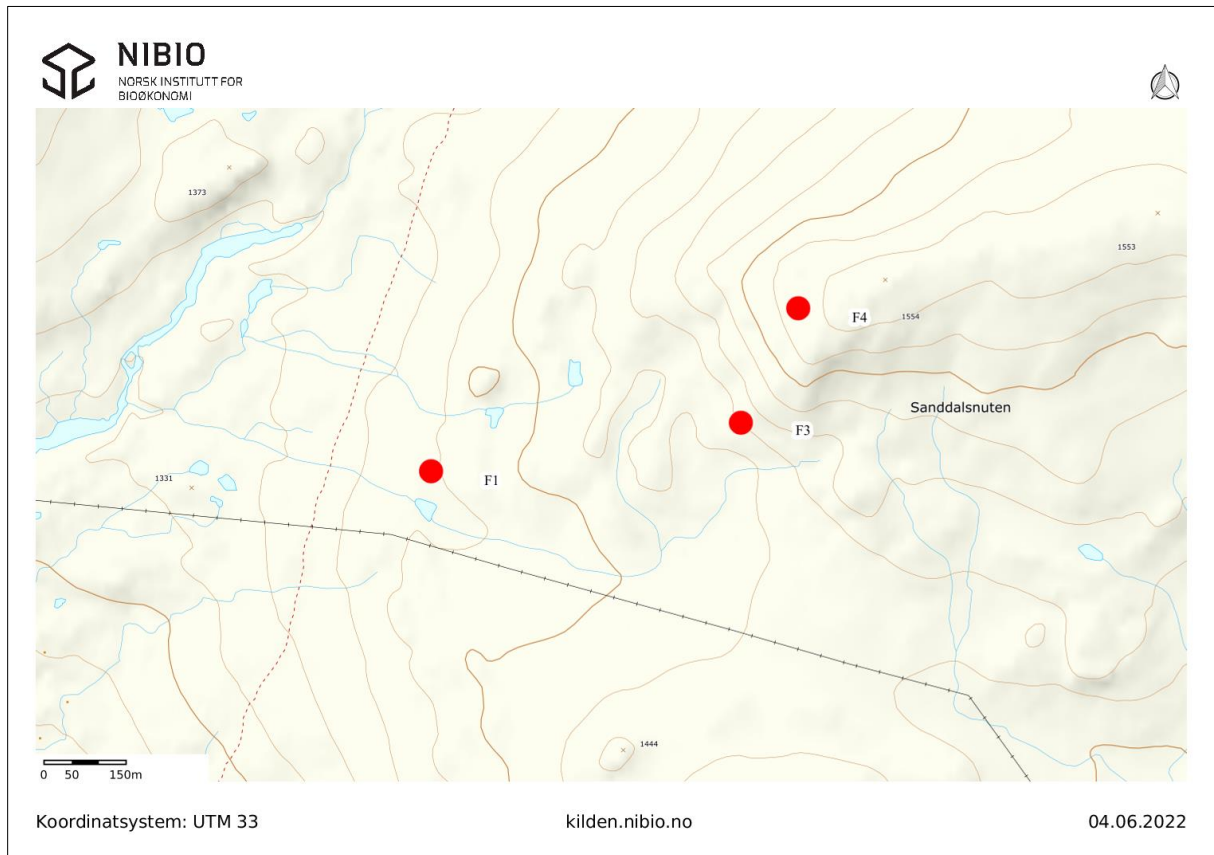 NIBIO
NORSK INSTITUTT FOR
BIOØKONOMI
1373
1553
F4
1554
Sanddalsnuten
F3
F1
1331
1444
0 50 150m
Koordinatsystem: UTM 33
kilden.nibio.no
04.06.2022